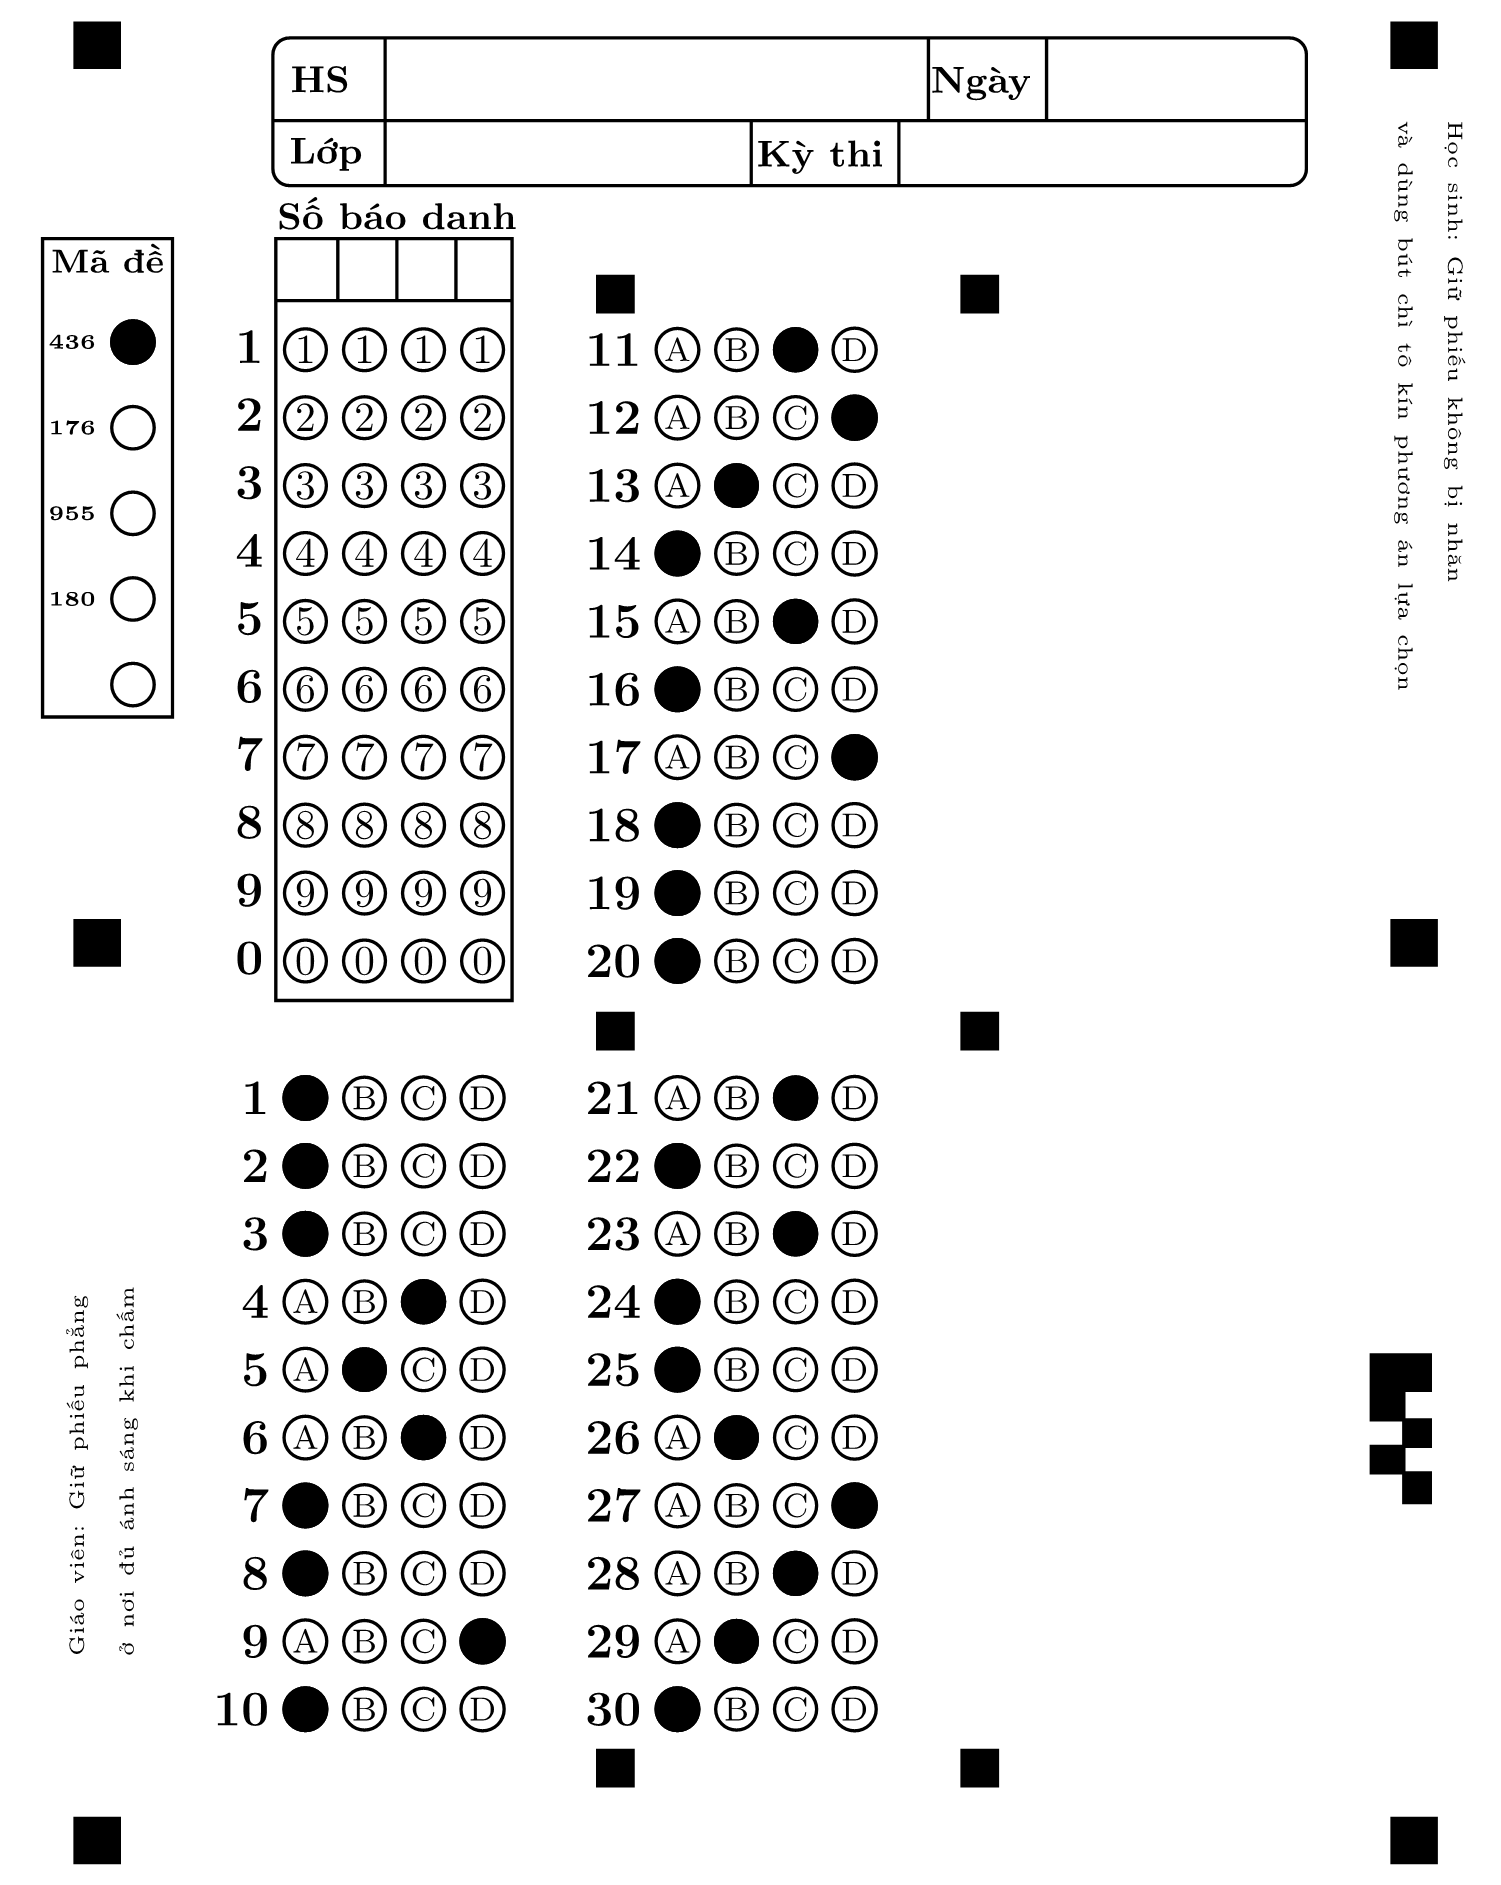 HS Ngày
Lớp Kỳ thi
Số báo danh
Mã đề
436
176
955
180
1 1 1 1 1
2 2 2 2 2
3 3 3 3 3
4 4 4 4 4
5 5 5 5 5
6 6 6 6 6
7 7 7 7 7
8 8 8 8 8
9 9 9 9 9
0 0 0 0 0
11 A B D
12 A B C
13 A C D
14 B C D
15 A B D
16 B C D
17 A B C
18 B C D
19 B C D
20 B C D
1 B C D
2 B C D
3 B C D
4 A B D
5 A C D
6 A B D
7 B C D
8 B C D
9 A B C
10 B C D
21 A B D
22 B C D
23 A B D
24 B C D
25 B C D
26 A C D
27 A B C
28 A B D
29 A C D
30 B C D
Học sinh: Giữ phiếu không bị nhăn
và dùng bút chì tô kín phương án lựa chọn
Giáo viên: Giữ phiếu phẳng
ở nơi đủ ánh sáng khi chấm